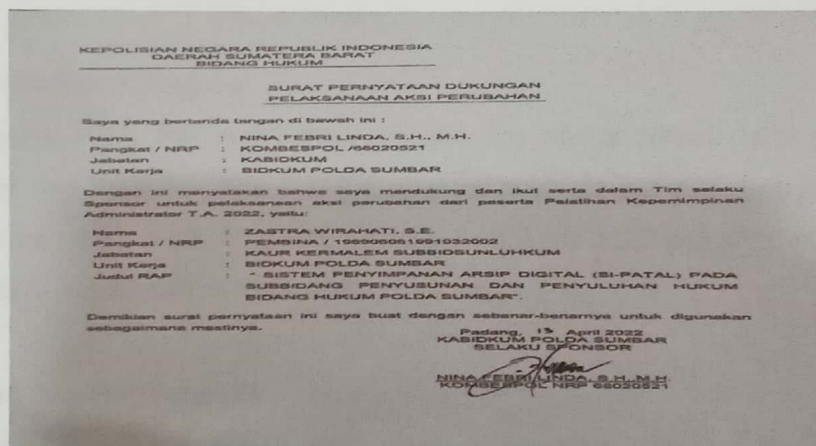 KEPOLISIAN NEGARA REPUBLIK INDONESIA
DAERAH SUMATERA BARAT
BIDANG HUKUM
SURAT PERNYATAAN DUKUNGAN
PELAKSANAAN AKSI PERUBAHAN
Saya yang bertanda tangan di bawah ini :
Nama : NINA FEBRI LINDA, S.H., M.H.
Pangkat / NRP : KOMBESPOL /66020521
Jabatan : KABIDKUM
Unit Kerja : BIDKUM POLDA SUMBAR
Dengan ini menyatakan bahwa saya mendukung dan ikut serta dalam Tim selaku
Sponsor untuk pelaksanaan aksi perubahan dari peserta Pelatihan Kepemimpinan
Administrator T.A. 2022, yaitu:
Nama : ZASTRA WIRAHATI, S.E.
Pangkat / NRP : PEMBINA / 196906061991032002
Jabatan : KAUR KERMALEM SUBBIDSUNLUHKUM
Unit Kerja : BIDKUM POLDA SUMBAR
Judul RAP : " SISTEM PENYIMPANAN ARSIP DIGITAL (SI-PATAL) PADA
SUBBIDANG PENYUSUNAN DAN PENYULUHAN HUKUM
BIDANG HUKUM POLDA SUMBAR".
Demikian surat pernyataan ini saya buat dengan sebenar-benarnya untuk digunakan
sebagaimana mestinya.
Padang, 13 April 2022
KABIDKUM POLDA SUMBAR
SELAKU SPONSOR
NINA FEBRI LINDA, S.H.,M.H.
KOMBESPOL NRP 66020521